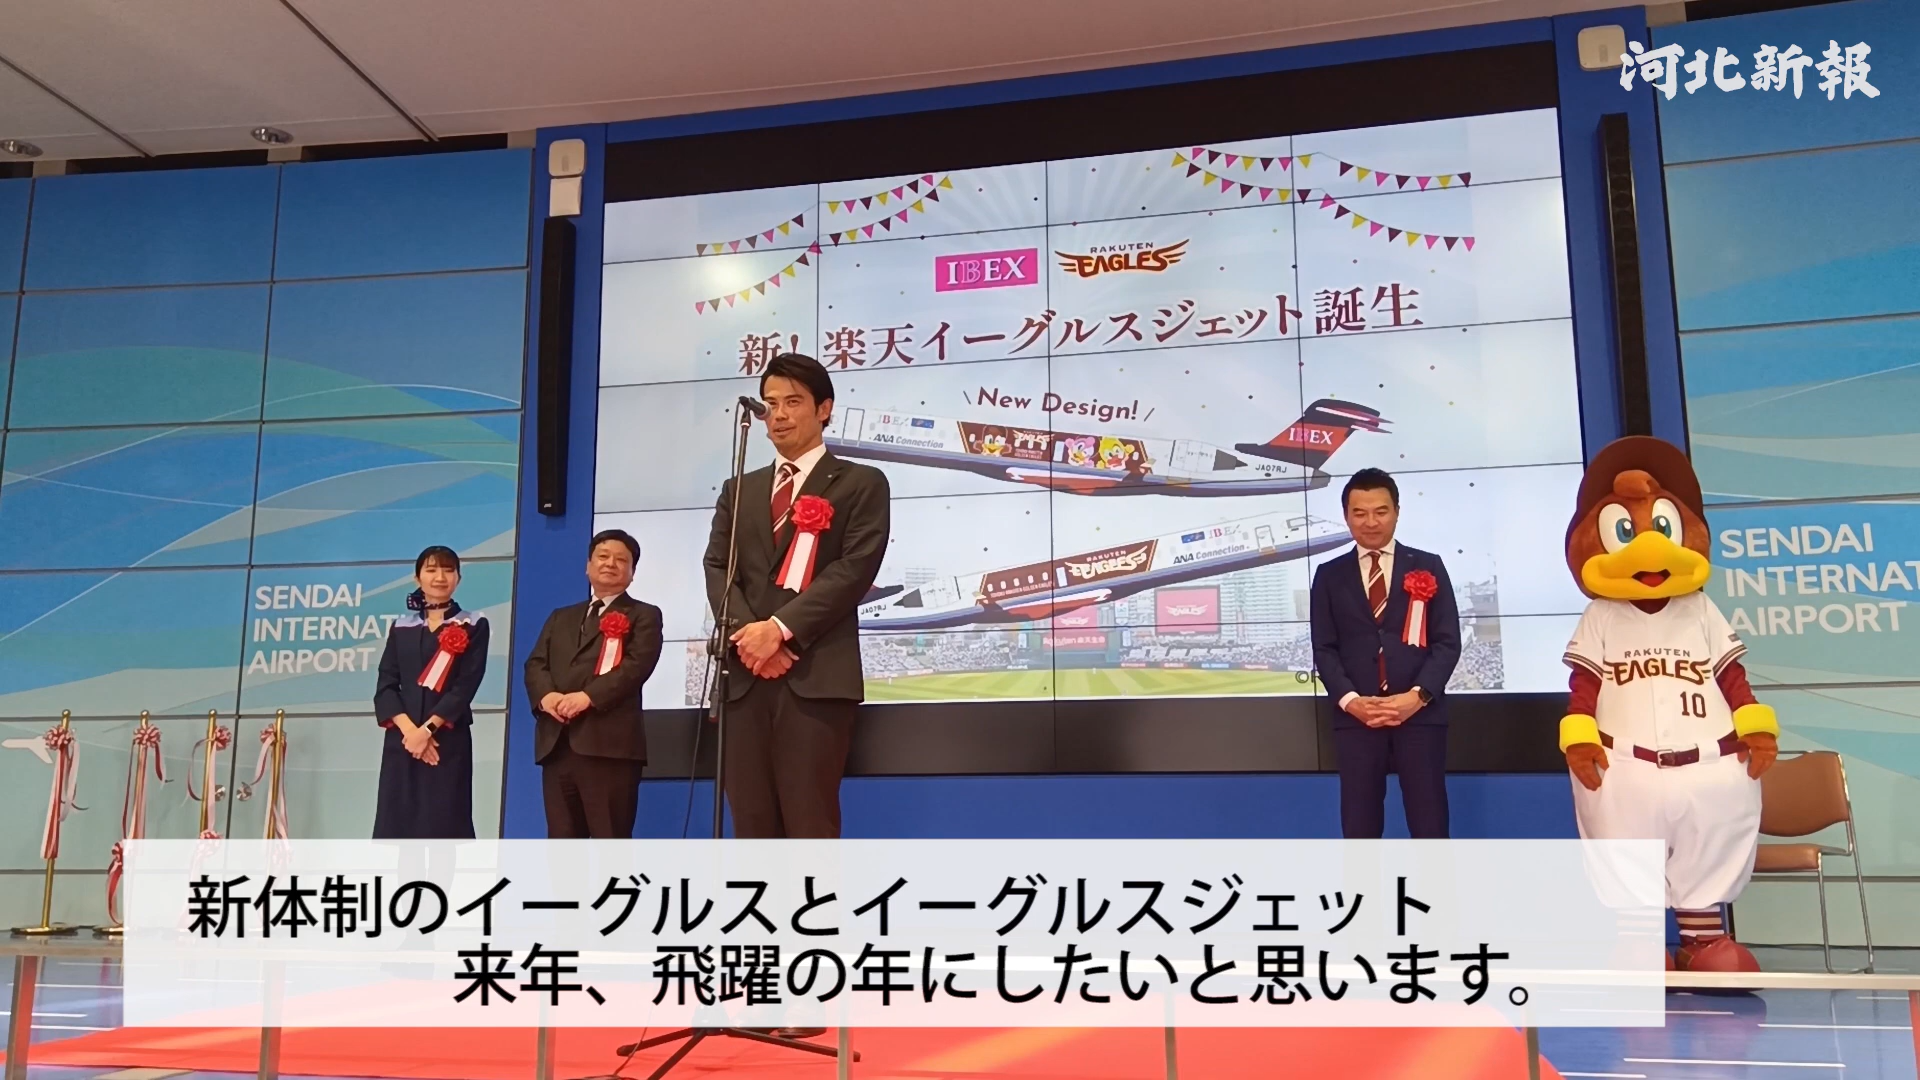 河北新報
IBEX
RAKUTEN
EAGLES
新！楽天イーグルスジェット誕生
New Design!
IBEX
ANA Connection
IBEX
JA07RJ
IBEX
ANA Connection
RAKUTEN
EAGLES
JA07RJ
SENDAI
INTERNAT
AIRPORT
SENDAI
INTERNAT
AIRPORT
RAKUTEN
EAGLES
10
新体制のイーグルスとイーグルスジェット
来年、飛躍の年にしたいと思います。